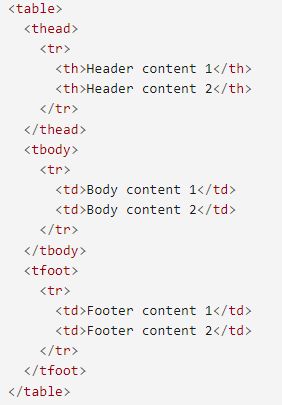 <table>
  <thead>
    <tr>
      <th>Header content 1</th>
      <th>Header content 2</th>
    </tr>
  </thead>
  <tbody>
    <tr>
      <td>Body content 1</td>
      <td>Body content 2</td>
    </tr>
  </tbody>
  <tfoot>
    <tr>
      <td>Footer content 1</td>
      <td>Footer content 2</td>
    </tr>
  </tfoot>
</table>